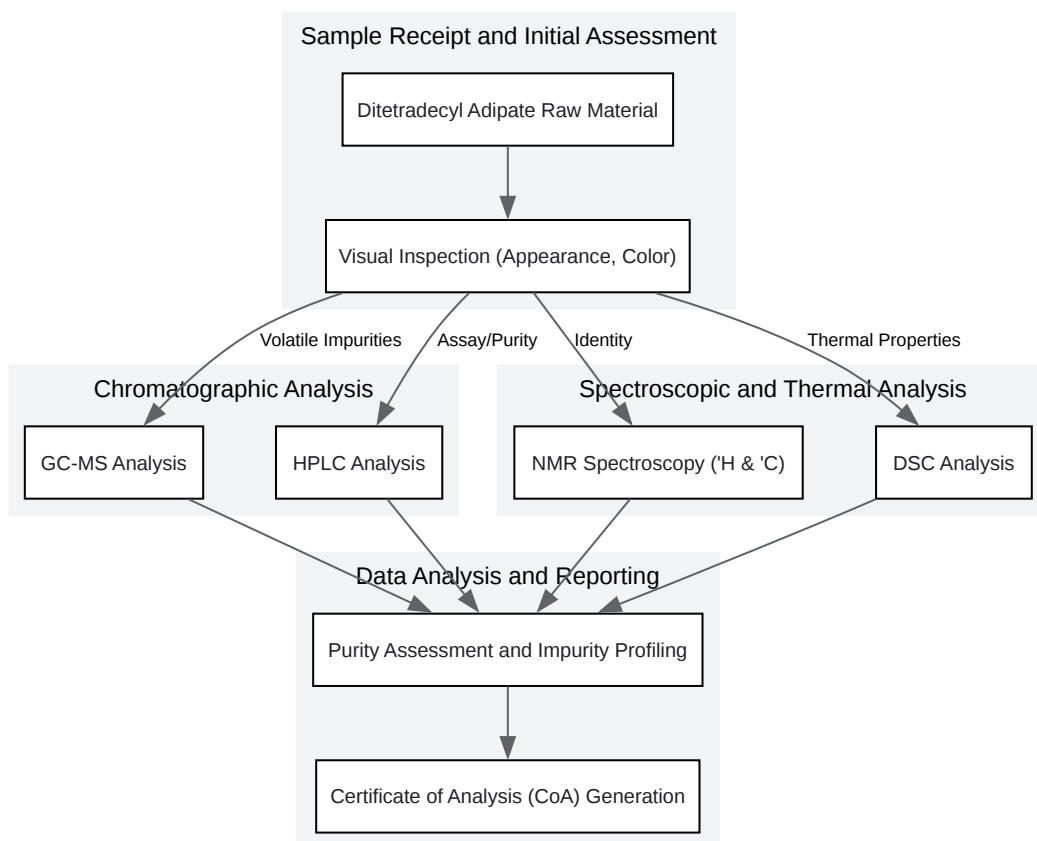 Sample Receipt and Initial Assessment
Ditetradecyl Adipate Raw Material
Visual Inspection (Appearance, Color)
Volatile Impurities
Assay/Purity
Identity
Thermal Properties
Chromatographic Analysis
Spectroscopic and Thermal Analysis
GC-MS Analysis
HPLC Analysis
NMR Spectroscopy ('H & 'C)
DSC Analysis
Data Analysis and Reporting
Purity Assessment and Impurity Profiling
Certificate of Analysis (CoA) Generation